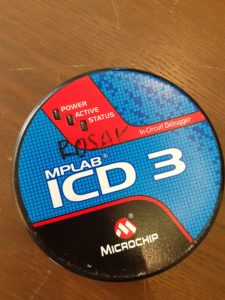 POWER
ACTIVE
STATUS
In-Circuit Debugger
MPLAB®
ICD 3
MICROCHIP